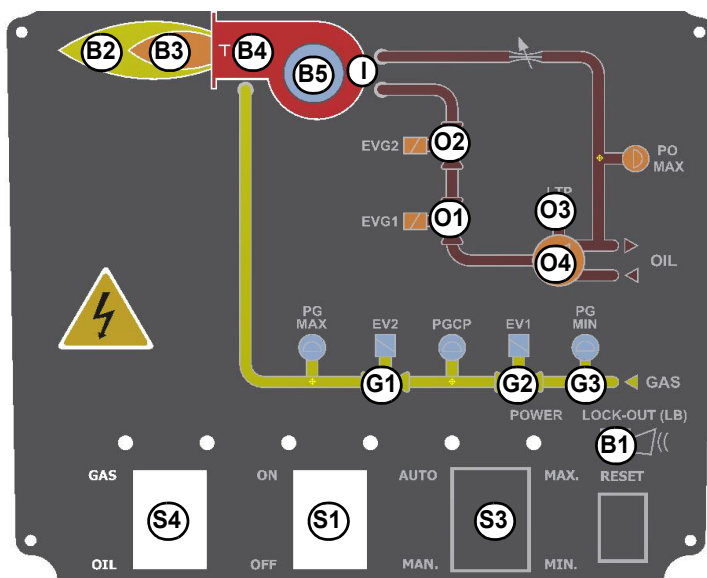 B2 B3 T B4 B5 I
EVG2 O2
PO
MAX
LTP
O3
EVG1 O1
O4 OIL
PG
MAX
EV2
PGCP
EV1
PG
MIN
G1 G2 G3 GAS
POWER LOCK-OUT (LB)
B1
GAS ON AUTO MAX. RESET
S4 S1 S3
OIL OFF MAN. MIN.